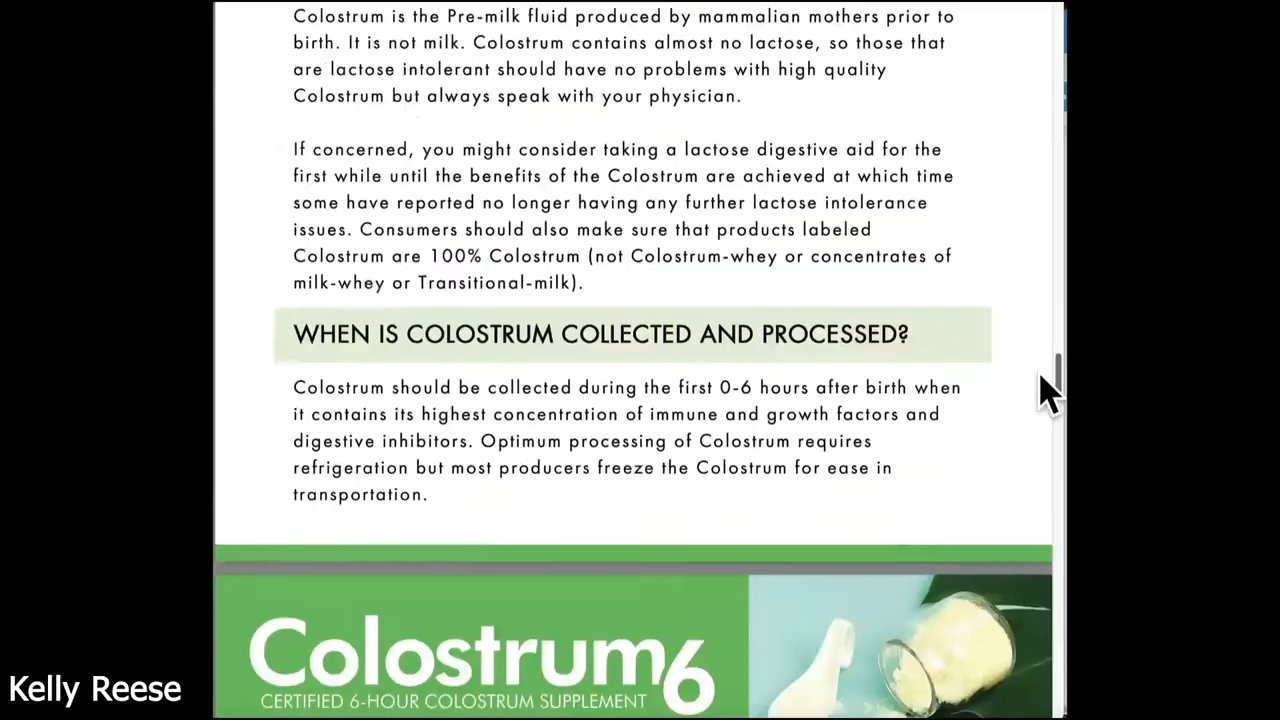 Colostrum is the Pre-milk fluid produced by mammalian mothers prior to
birth. It is not milk. Colostrum contains almost no lactose, so those that
are lactose intolerant should have no problems with high quality
Colostrum but always speak with your physician.
If concerned, you might consider taking a lactose digestive aid for the
first while until the benefits of the Colostrum are achieved at which time
some have reported no longer having any further lactose intolerance
issues. Consumers should also make sure that products labeled
Colostrum are 100% Colostrum (not Colostrum-whey or concentrates of
milk-whey or Transitional-milk).
WHEN IS COLOSTRUM COLLECTED AND PROCESSED?
Colostrum should be collected during the first 0-6 hours after birth when
it contains its highest concentration of immune and growth factors and
digestive inhibitors. Optimum processing of Colostrum requires
refrigeration but most producers freeze the Colostrum for ease in
transportation.
Colostrum6
CERTIFIED 6-HOUR COLOSTRUM SUPPLEMENT
Kelly Reese